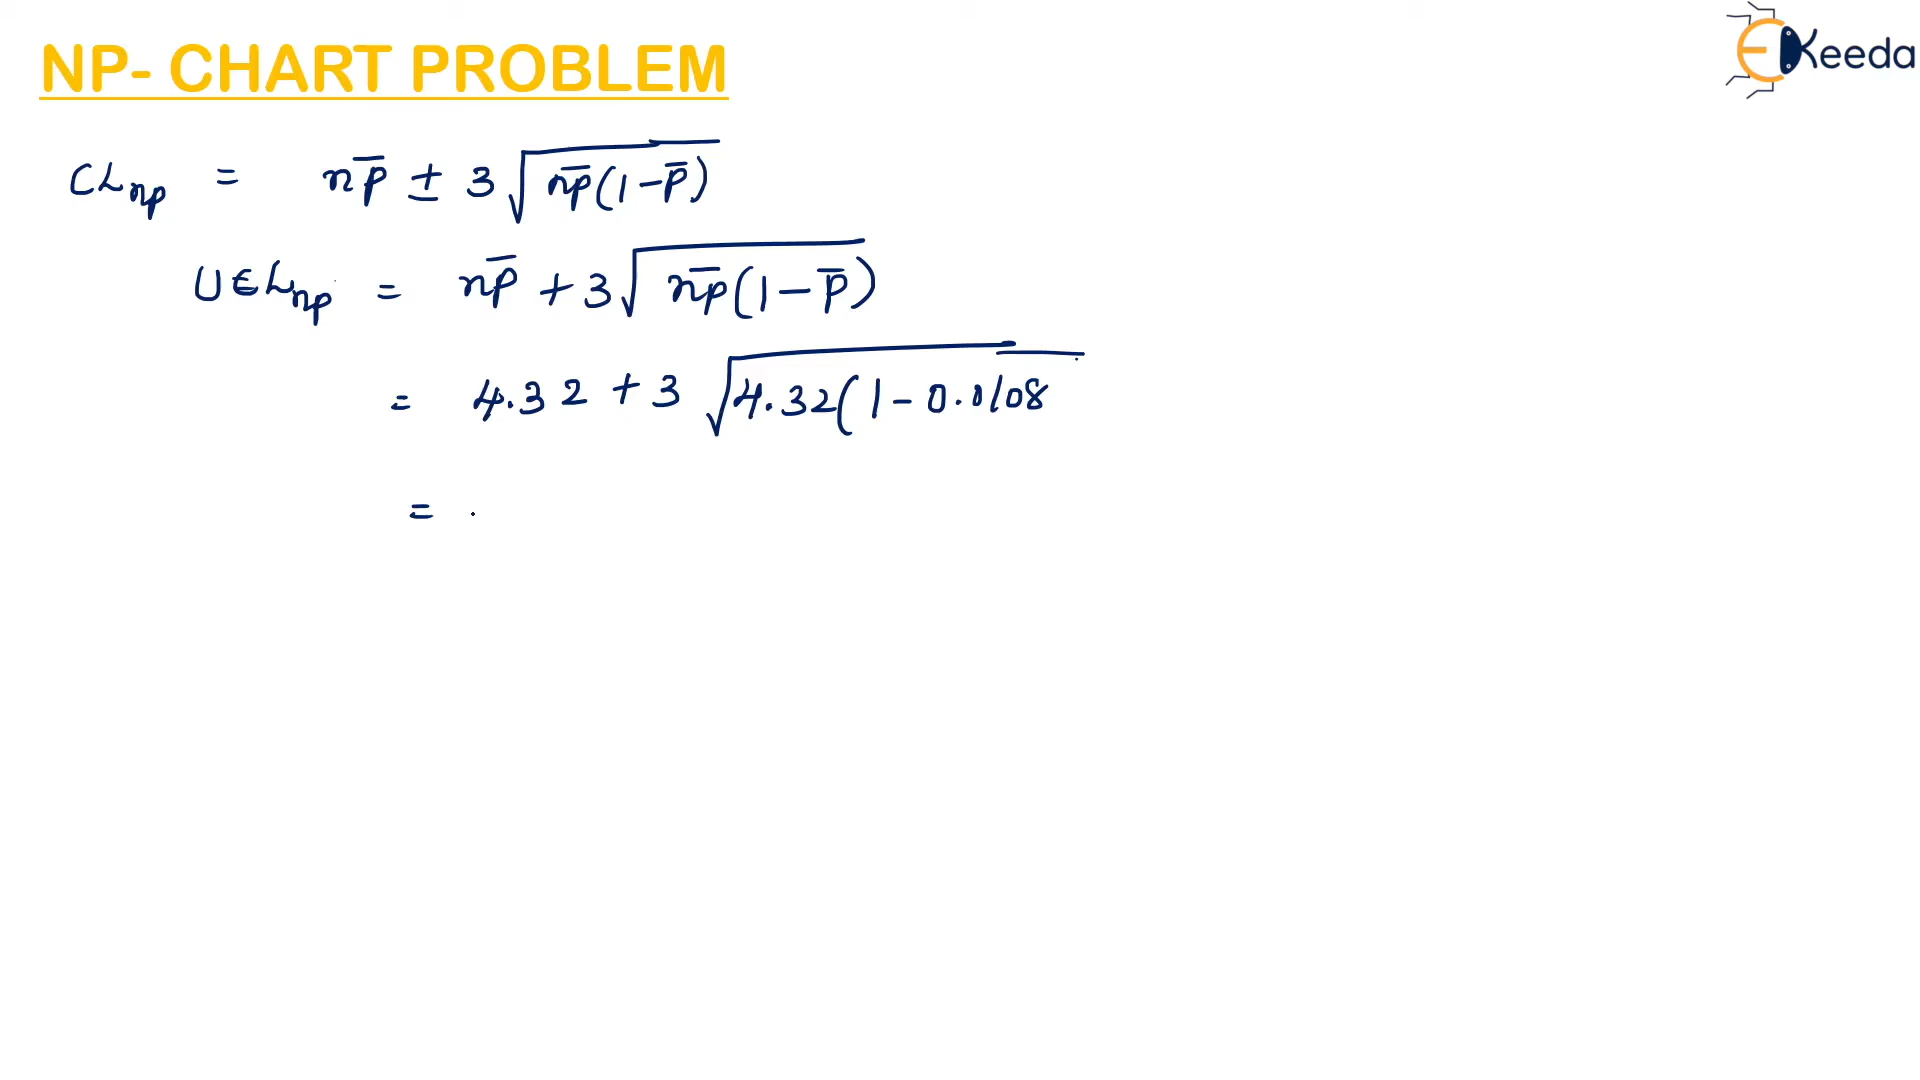 NP- CHART PROBLEM
Keeda
CLnp = np̅ ± 3√np̅(1-p̅)
UCLnp = np̅ + 3√np̅(1-p̅)
= 4.32 + 3 √4.32(1-0.0108
= .